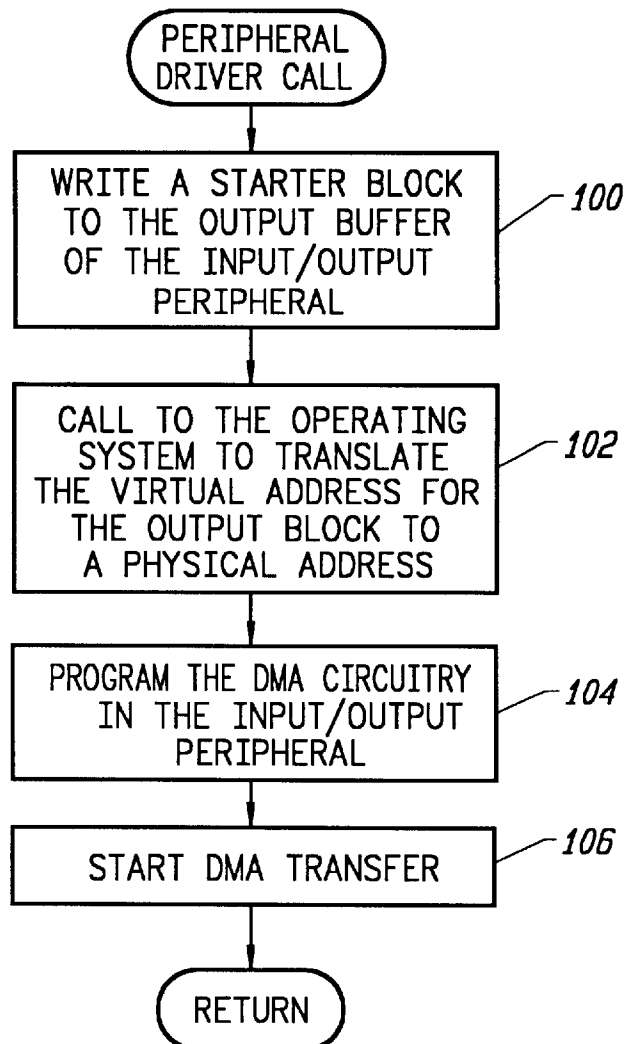 PERIPHERAL
DRIVER CALL
WRITE A STARTER BLOCK
TO THE OUTPUT BUFFER
OF THE INPUT/OUTPUT
PERIPHERAL
100
CALL TO THE OPERATING
SYSTEM TO TRANSLATE
THE VIRTUAL ADDRESS FOR
THE OUTPUT BLOCK TO
A PHYSICAL ADDRESS
102
PROGRAM THE DMA CIRCUITRY
IN THE INPUT/OUTPUT
PERIPHERAL
104
START DMA TRANSFER
106
RETURN